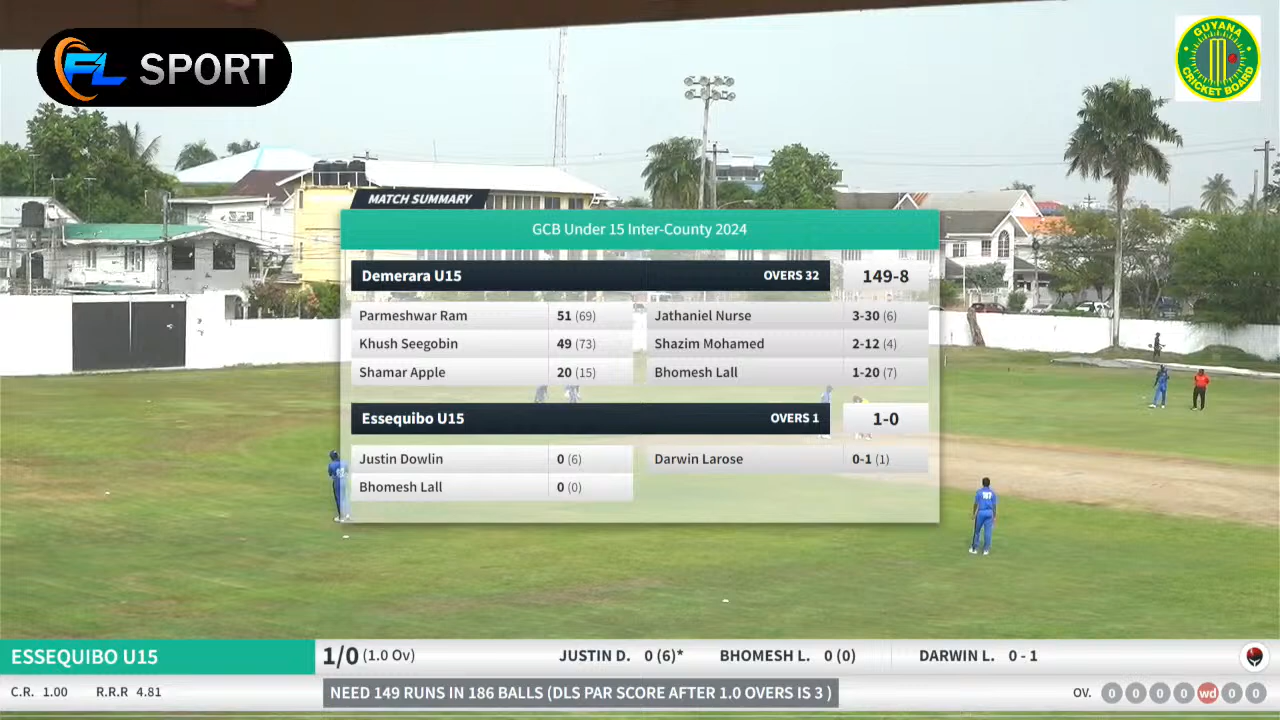 FL SPORT
GUYANA
CRICKET BOARD
MATCH SUMMARY
GCB Under 15 Inter-County 2024
Demerara U15 OVERS 32 149-8
Parmeshwar Ram 51 (69) Jathaniel Nurse 3-30 (6)
Khush Seegobin 49 (73) Shazim Mohamed 2-12 (4)
Shamar Apple 20 (15) Bhomesh Lall 1-20 (7)
Essequibo U15 OVERS 1 1-0
Justin Dowlin 0 (6) Darwin Larose 0-1 (1)
Bhomesh Lall 0 (0)
ESSEQUIBO U15 1/0 (1.0 Ov) JUSTIN D. 0 (6)* BHOMESH L. 0 (0) DARWIN L. 0 - 1
C.R. 1.00 R.R.R 4.81 NEED 149 RUNS IN 186 BALLS (DLS PAR SCORE AFTER 1.0 OVERS IS 3 ) OV. 0 0 0 0 wd 0 0